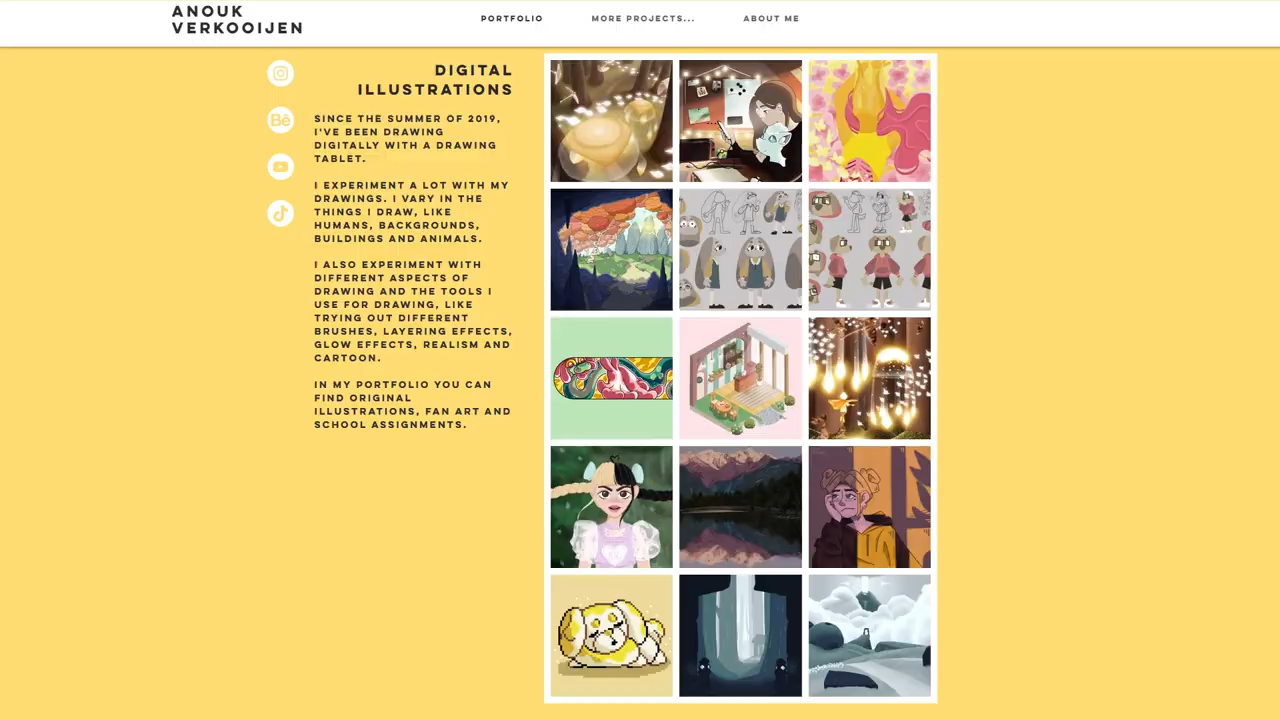 ANOUK
VERKOOIJEN
PORTFOLIO
MORE PROJECTS...
ABOUT ME
Bē
DIGITAL
ILLUSTRATIONS
SINCE THE SUMMER OF 2019,
I'VE BEEN DRAWING
DIGITALLY WITH A DRAWING
TABLET.
I EXPERIMENT A LOT WITH MY
DRAWINGS. I VARY IN THE
THINGS I DRAW, LIKE
HUMANS, BACKGROUNDS,
BUILDINGS AND ANIMALS.
I ALSO EXPERIMENT WITH
DIFFERENT ASPECTS OF
DRAWING AND THE TOOLS I
USE FOR DRAWING, LIKE
TRYING OUT DIFFERENT
BRUSHES, LAYERING EFFECTS,
GLOW EFFECTS, REALISM AND
CARTOON.
IN MY PORTFOLIO YOU CAN
FIND ORIGINAL
ILLUSTRATIONS, FAN ART AND
SCHOOL ASSIGNMENTS.